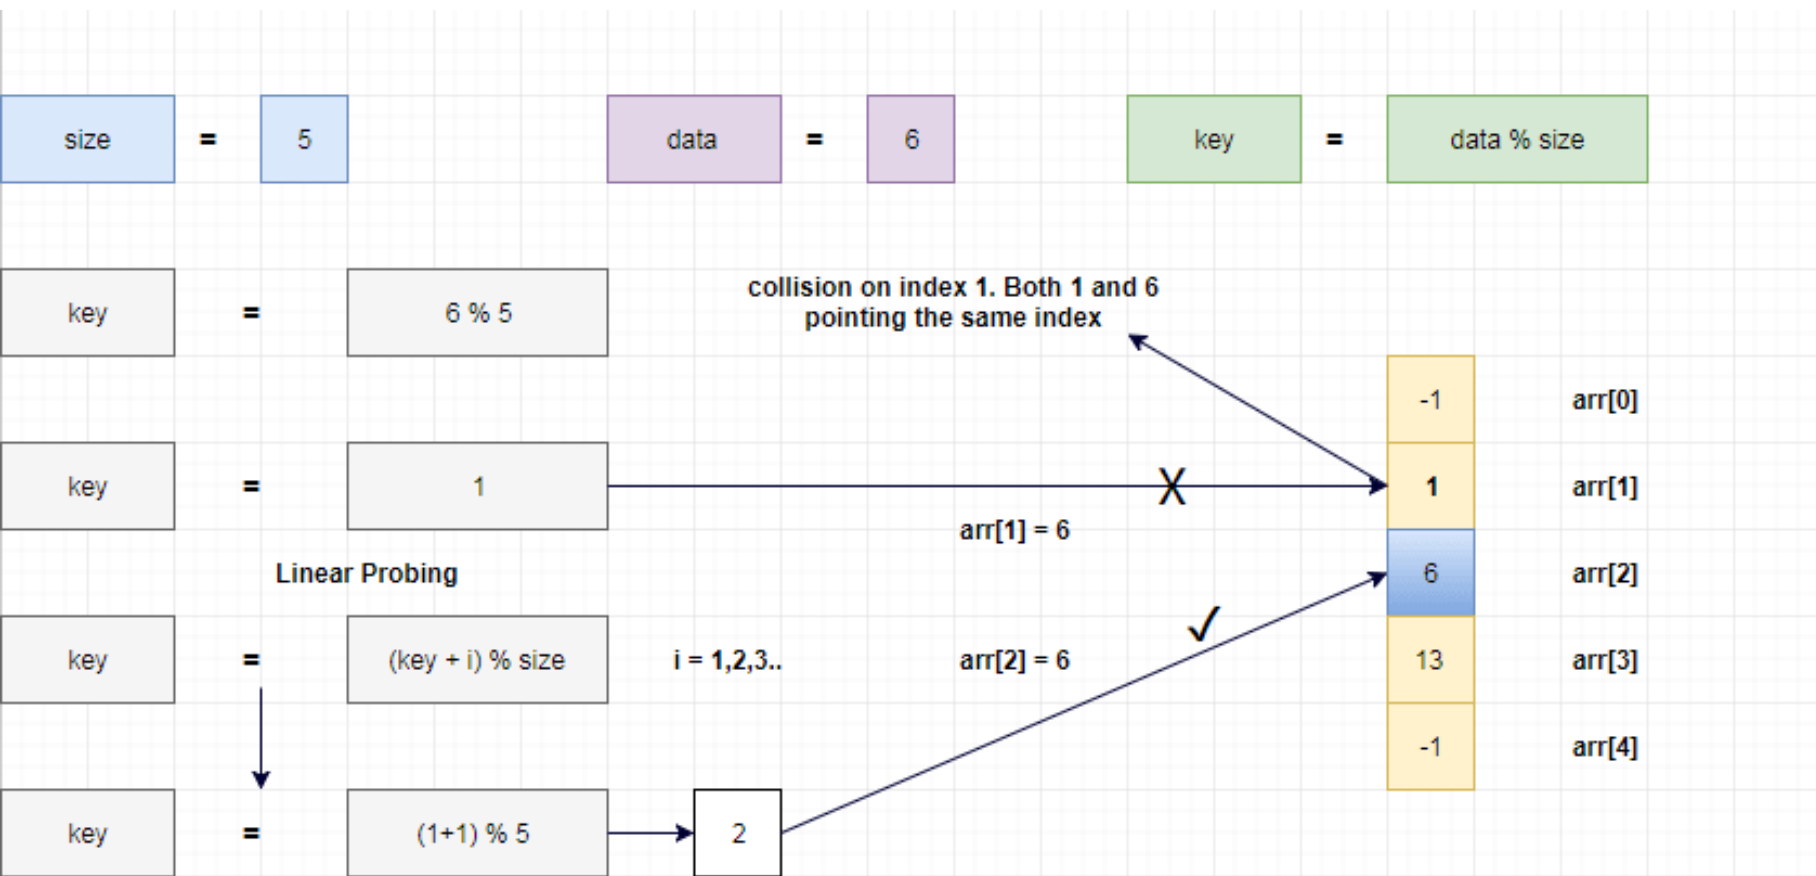 size = 5 data = 6 key = data % size
key = 6 % 5
collision on index 1. Both 1 and 6
pointing the same index
-1 arr[0]
key = 1 X 1 arr[1]
arr[1] = 6
Linear Probing 6 arr[2]
key = (key + i) % size i = 1,2,3.. arr[2] = 6 ✓ 13 arr[3]
-1 arr[4]
key = (1+1) % 5 2